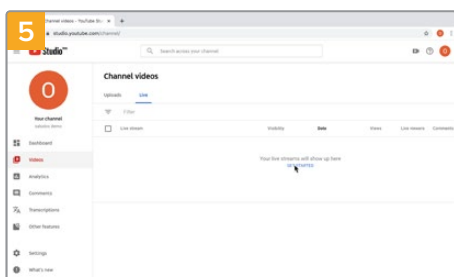 5
Channel videos - YouTube St
studio.youtube.com/channel/
Studio
Search across your channel
O
Channel videos
Uploads
Live
Filter
Your channel
Live stream
Visibility
Date
Views
Live viewers
Comments
Dashboard
Videos
Analytics
Comments
Transcriptions
Other features
Settings
What's new
Your live streams will show up here
GET STARTED